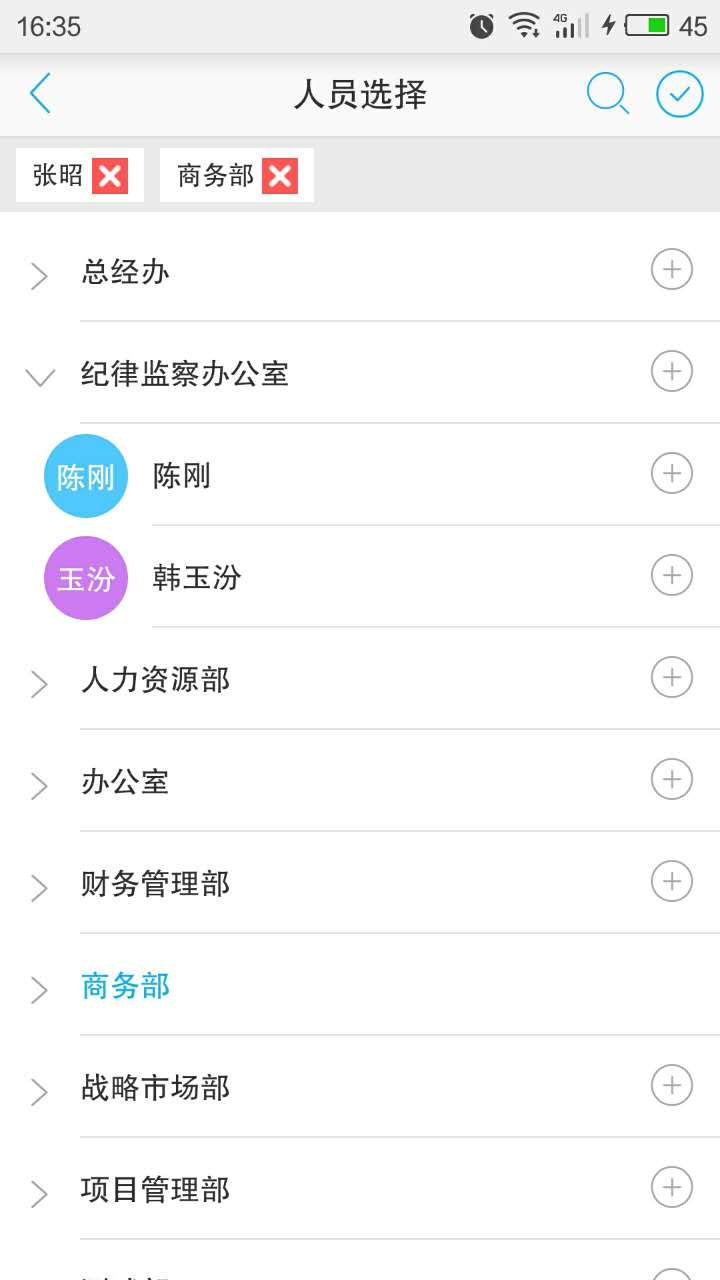 16:35 4G 45
人员选择
张昭 商务部
总经办
纪律监察办公室
陈刚 陈刚
玉汾 韩玉汾
人力资源部
办公室
财务管理部
商务部
战略市场部
项目管理部